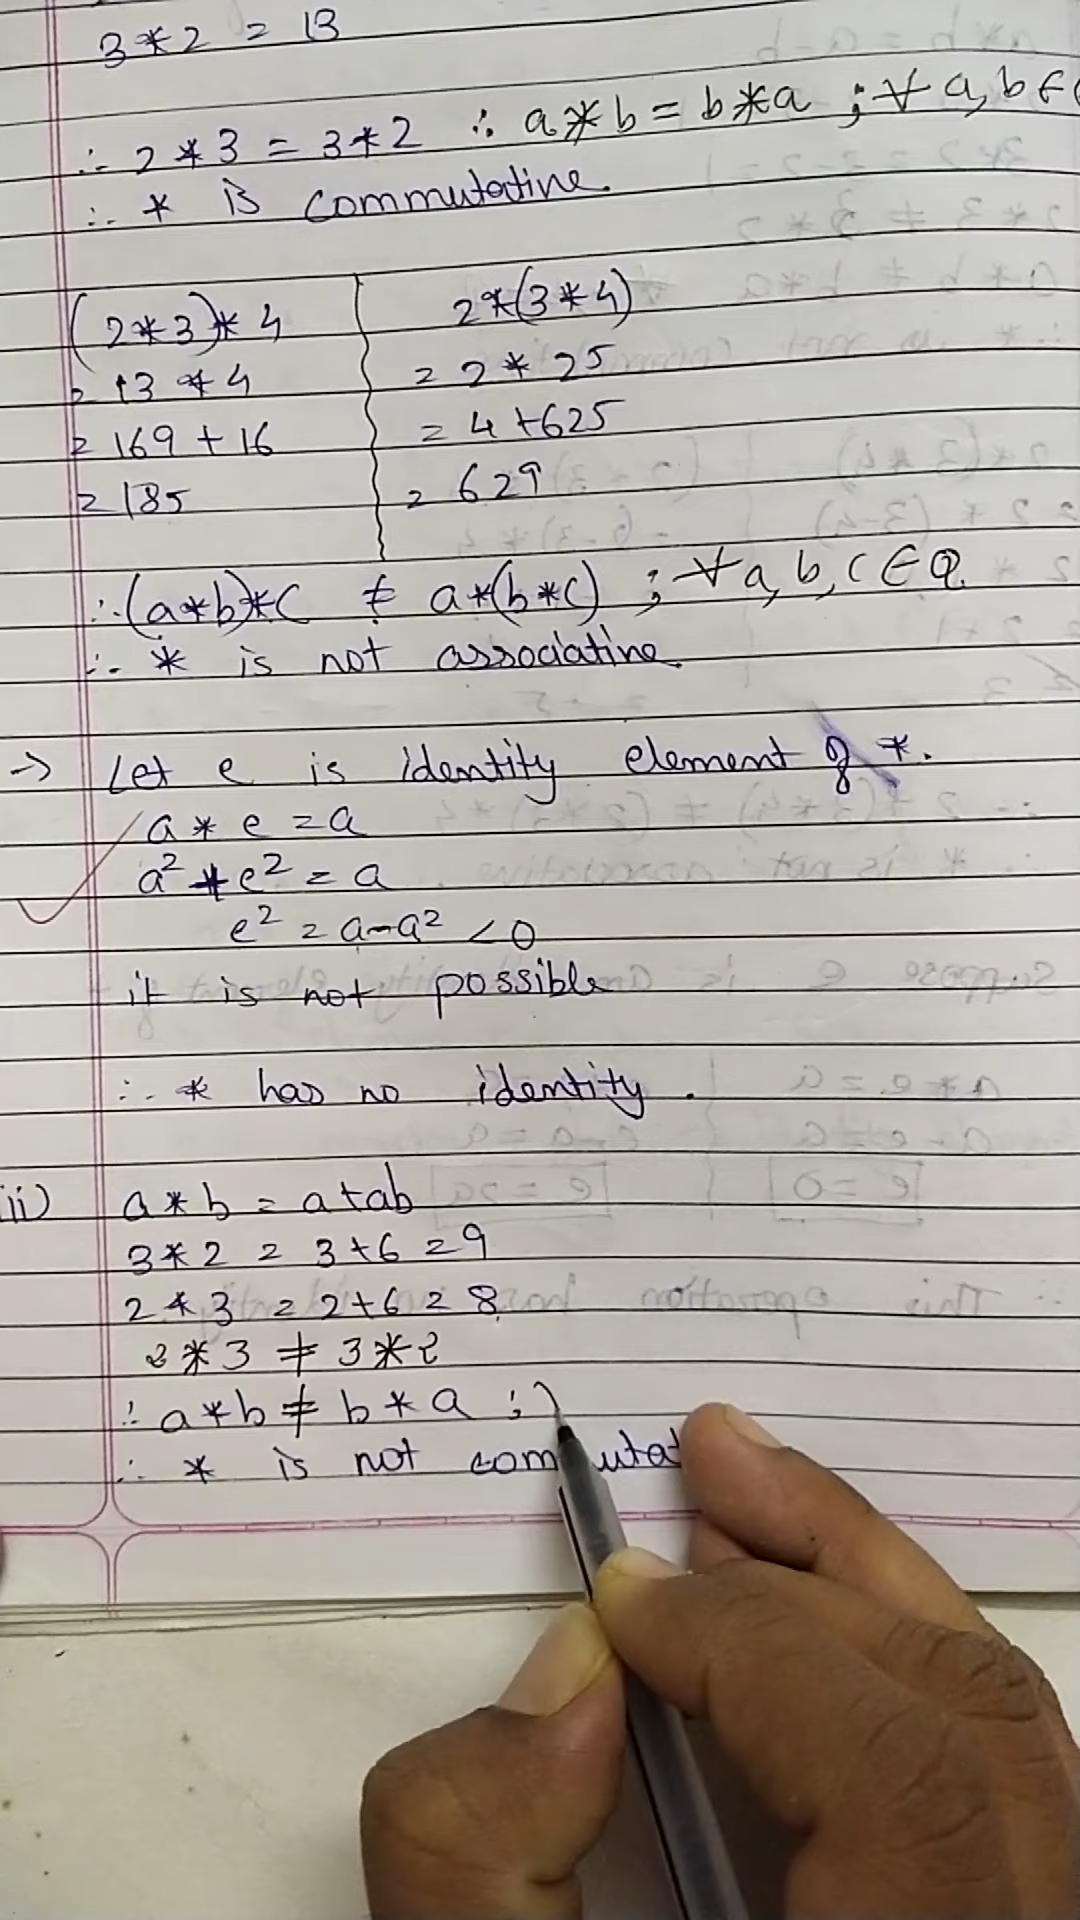 3 * 2 = 13
∴ 2 * 3 = 3 * 2 ∴ a * b = b * a ; ∀ a, b ∈
∴ * is commutative.
(2 * 3) * 4
= 13 * 4
= 169 + 16
= 185
2 * (3 * 4)
= 2 * 25
= 4 + 625
= 629
∴ (a * b) * c ≠ a * (b * c) ; ∀ a, b, c ∈ Q.
∴ * is not associative.
→ Let e is identity element of *.
a * e = a
a² + e² = a
e² = a - a² < 0
it is not possible
∴ * has no identity.
ii) a * b = a + ab
3 * 2 = 3 + 6 = 9
2 * 3 = 2 + 6 = 8
2 * 3 ≠ 3 * 2
∴ a * b ≠ b * a ;
∴ * is not commutat